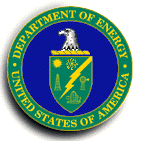 DEPARTMENT OF ENERGY
UNITED STATES OF AMERICA